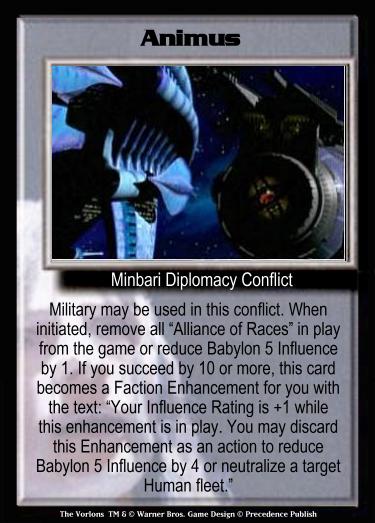 Animus
Minbari Diplomacy Conflict
Military may be used in this conflict. When
initiated, remove all “Alliance of Races” in play
from the game or reduce Babylon 5 Influence
by 1. If you succeed by 10 or more, this card
becomes a Faction Enhancement for you with
the text: “Your Influence Rating is +1 while
this enhancement is in play. You may discard
this Enhancement as an action to reduce
Babylon 5 Influence by 4 or neutralize a target
Human fleet.”
The Vorlons TM & © Warner Bros. Game Design © Precedence Publish